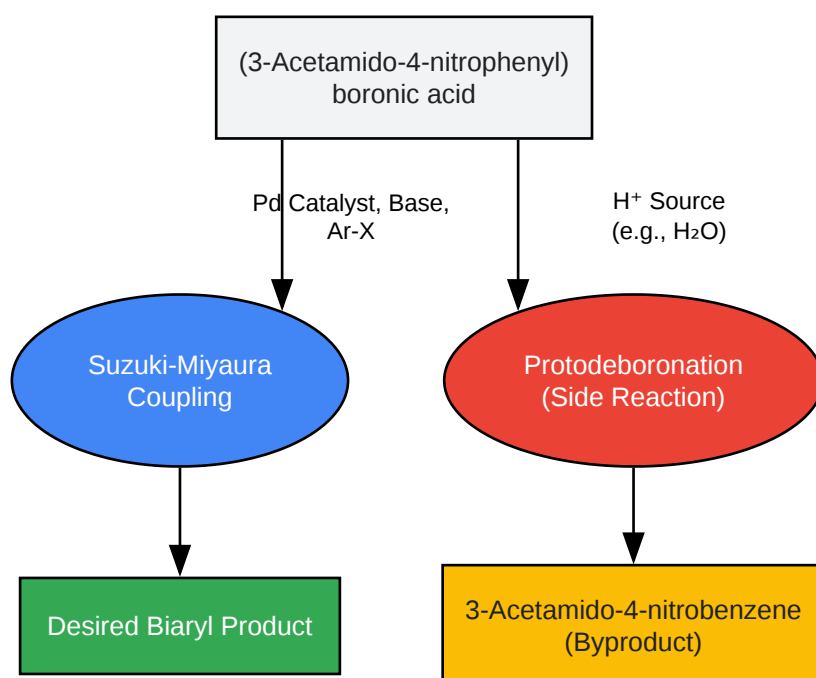 (3-Acetamido-4-nitrophenyl)
boronic acid
Pd Catalyst, Base,
Ar-X
H⁺ Source
(e.g., H₂O)
Suzuki-Miyaura
Coupling
Protodeboronation
(Side Reaction)
Desired Biaryl Product
3-Acetamido-4-nitrobenzene
(Byproduct)